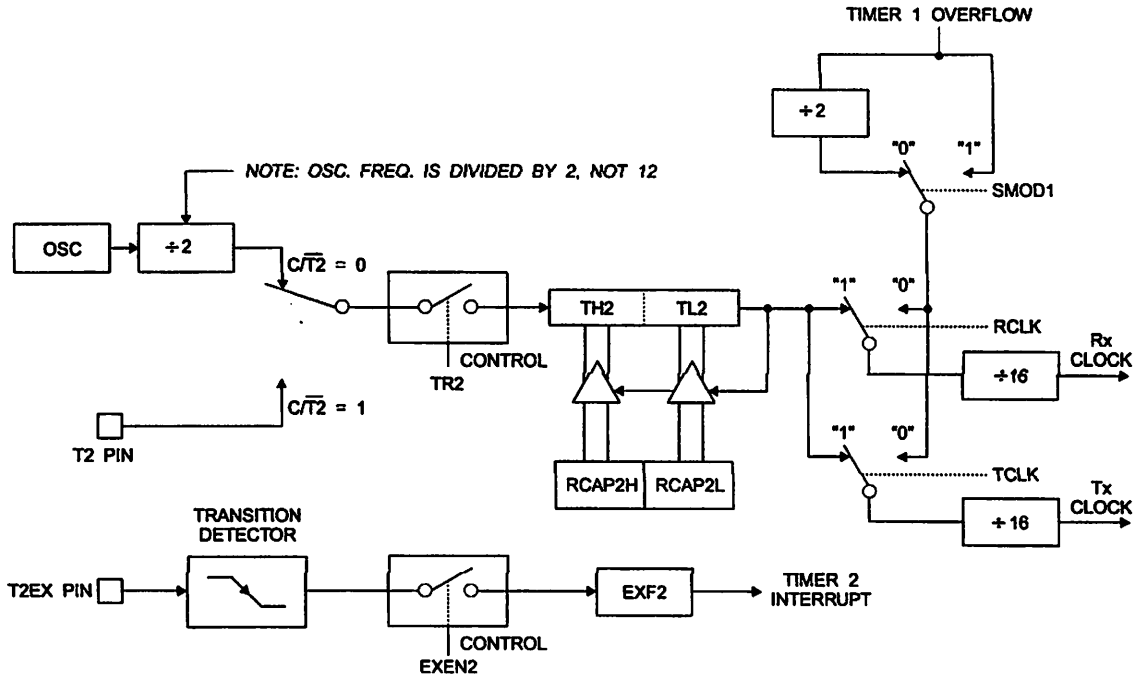 TIMER 1 OVERFLOW
÷2
"0" "1"
NOTE: OSC. FREQ. IS DIVIDED BY 2, NOT 12
SMOD1
OSC
÷2
C/T2̅ = 0
"1" "0"
TH2 TL2
RCLK
Rx
CLOCK
CONTROL
TR2
÷16
C/T2̅ = 1
T2 PIN
"1" "0"
RCAP2H RCAP2L
TCLK
Tx
CLOCK
÷16
TRANSITION
DETECTOR
T2EX PIN
EXF2
TIMER 2
INTERRUPT
CONTROL
EXEN2